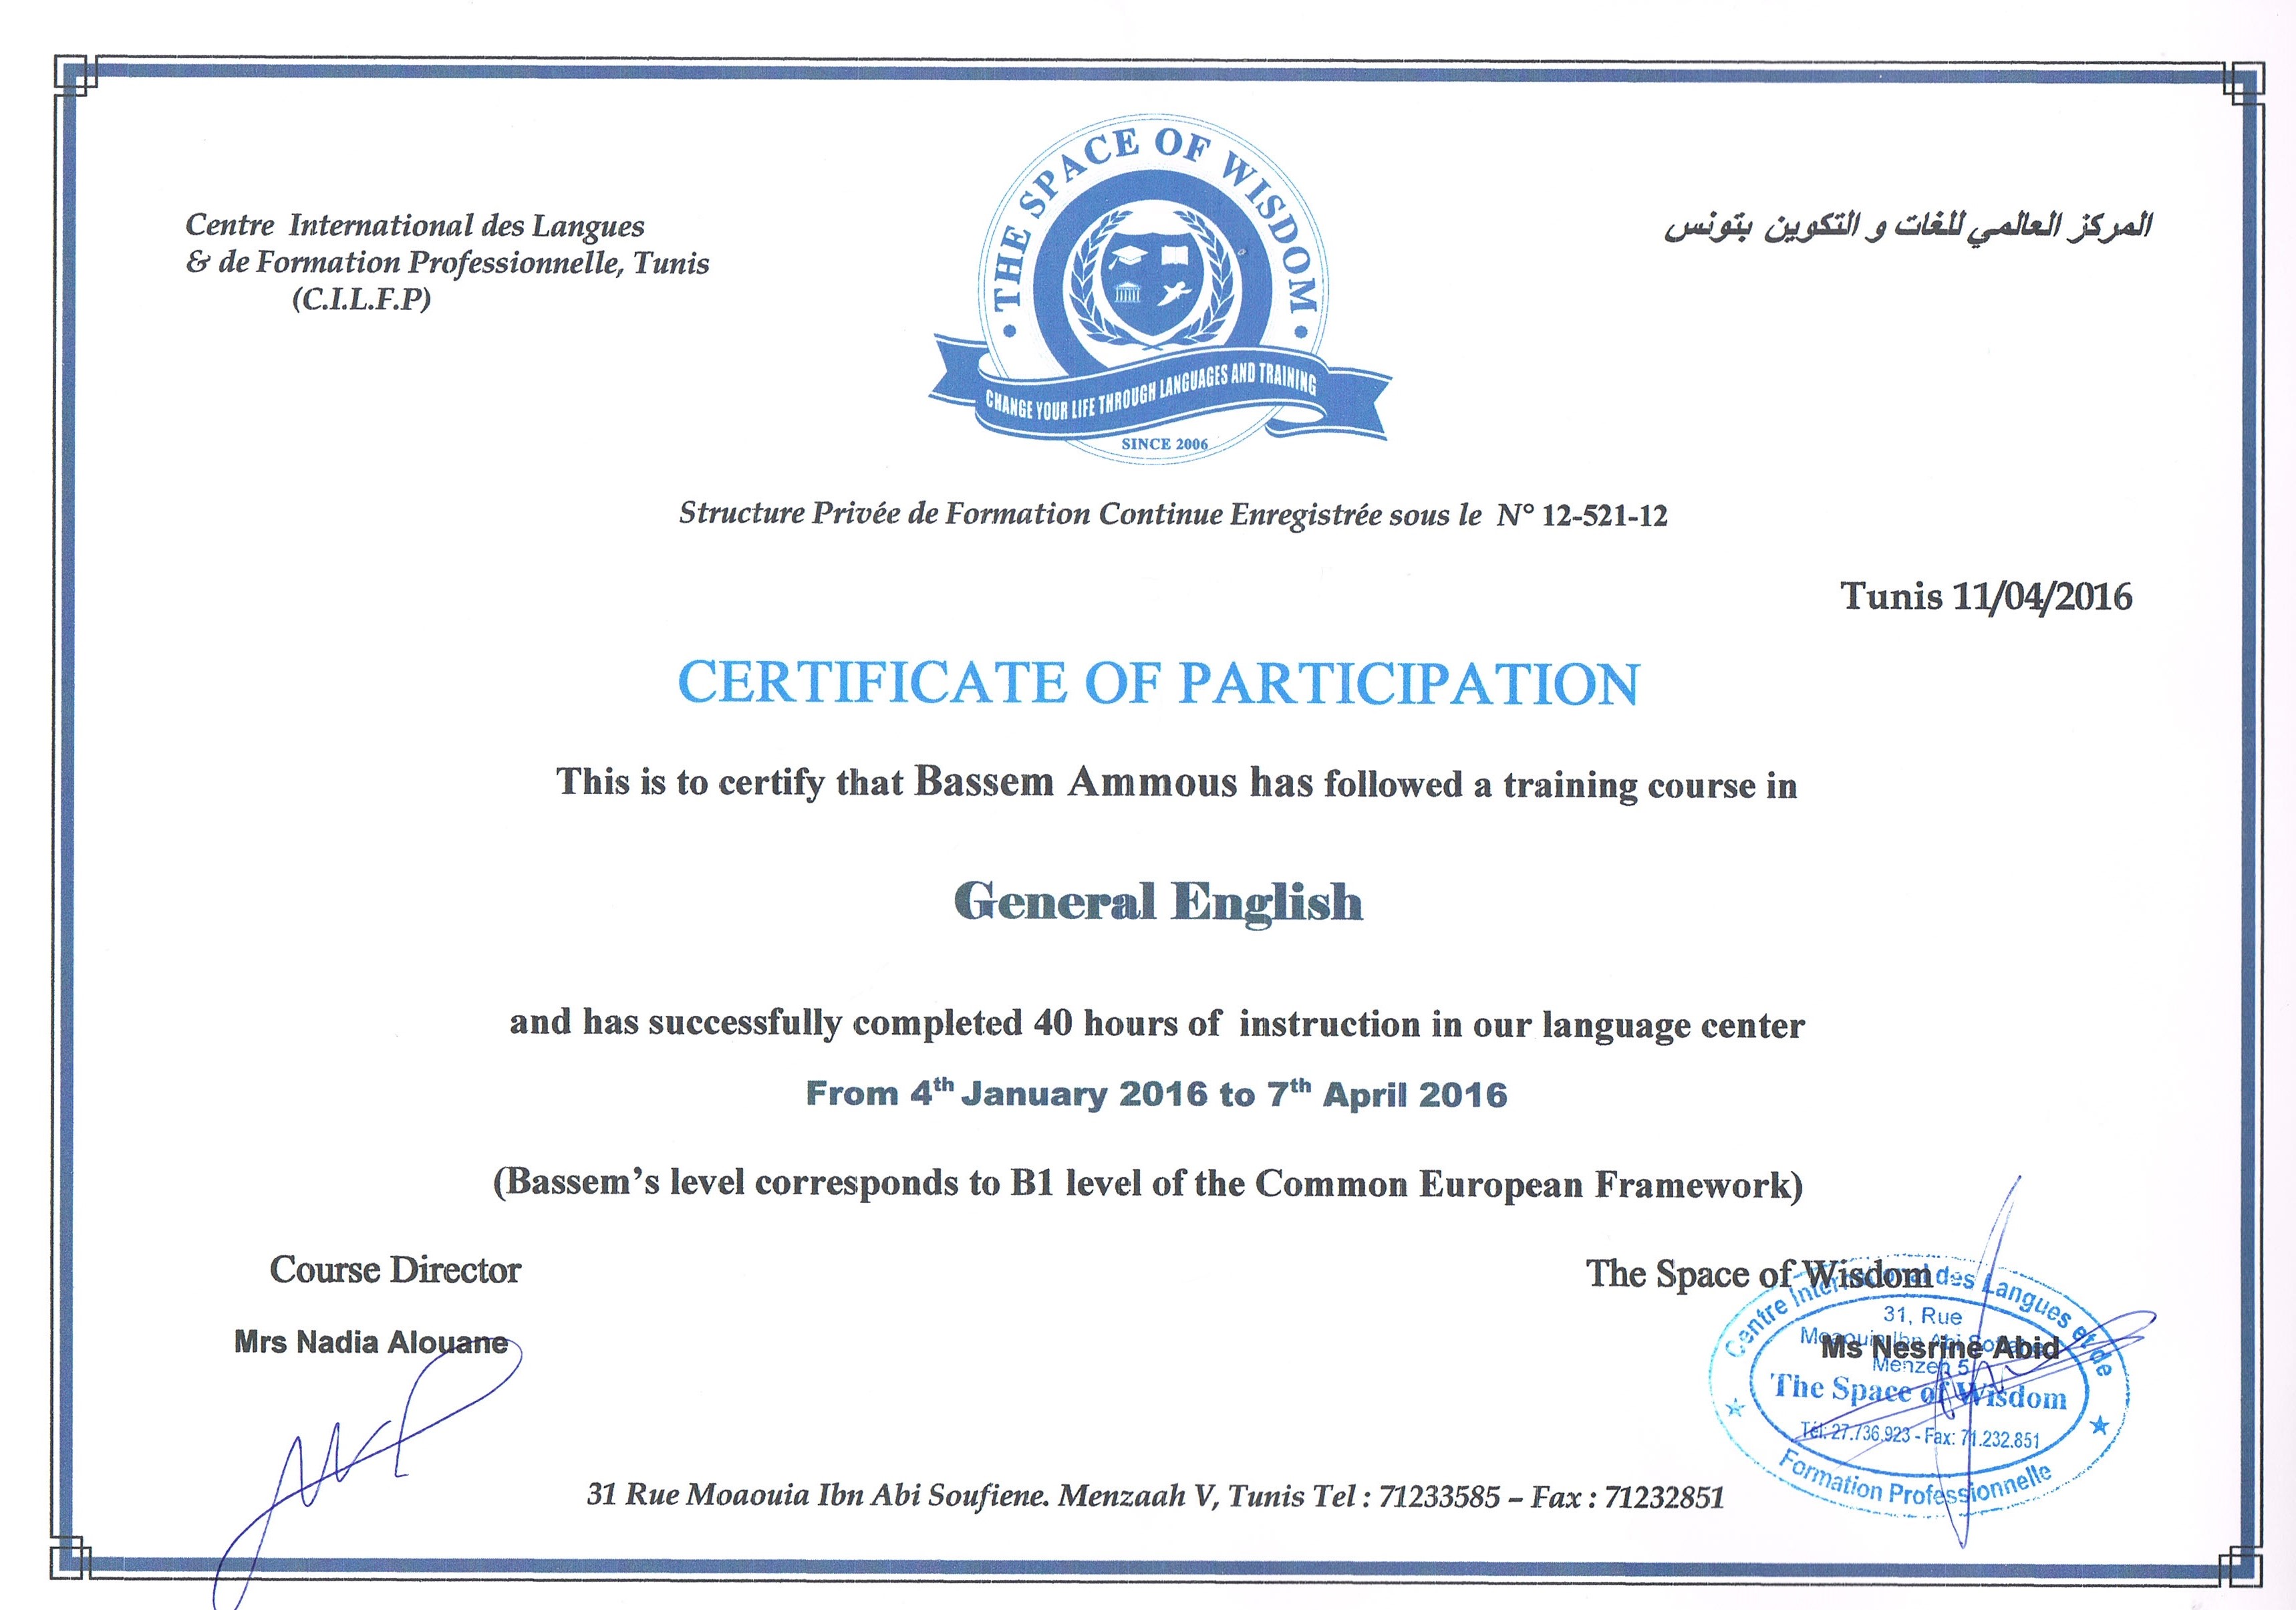 Centre International des Langues
& de Formation Professionnelle, Tunis
(C.I.L.F.P)
THE SPACE OF WISDOM
CHANGE YOUR LIFE THROUGH LANGUAGES AND TRAINING
SINCE 2006
المركز العالمي للغات و التكوين بتونس
Structure Privée de Formation Continue Enregistrée sous le N° 12-521-12
Tunis 11/04/2016
CERTIFICATE OF PARTICIPATION
This is to certify that Bassem Ammous has followed a training course in
General English
and has successfully completed 40 hours of instruction in our language center
From 4th January 2016 to 7th April 2016
(Bassem's level corresponds to B1 level of the Common European Framework)
Course Director
Mrs Nadia Alouane
The Space of Wisdom
Ms Nesrine Abid
Centre International des Langues et de
31, Rue
Moaouia Ibn Abi
Menzeh 5
The Space of Wisdom
Tél: 27.736.923 - Fax: 71.232.851
Formation Professionnelle
31 Rue Moaouia Ibn Abi Soufiene. Menzaah V, Tunis Tel : 71233585 – Fax : 71232851